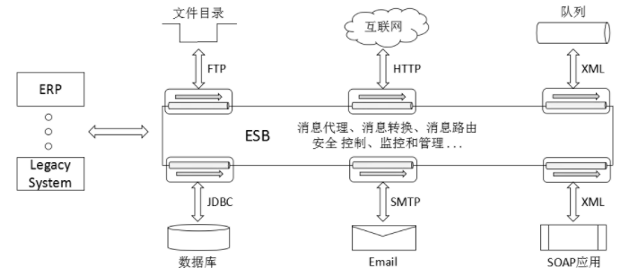 文件目录
互联网
队列
FTP
HTTP
XML
ERP
ESB
消息代理、消息转换、消息路由
安全 控制、监控和管理 . . .
Legacy
System
JDBC
SMTP
XML
数据库
Email
SOAP应用